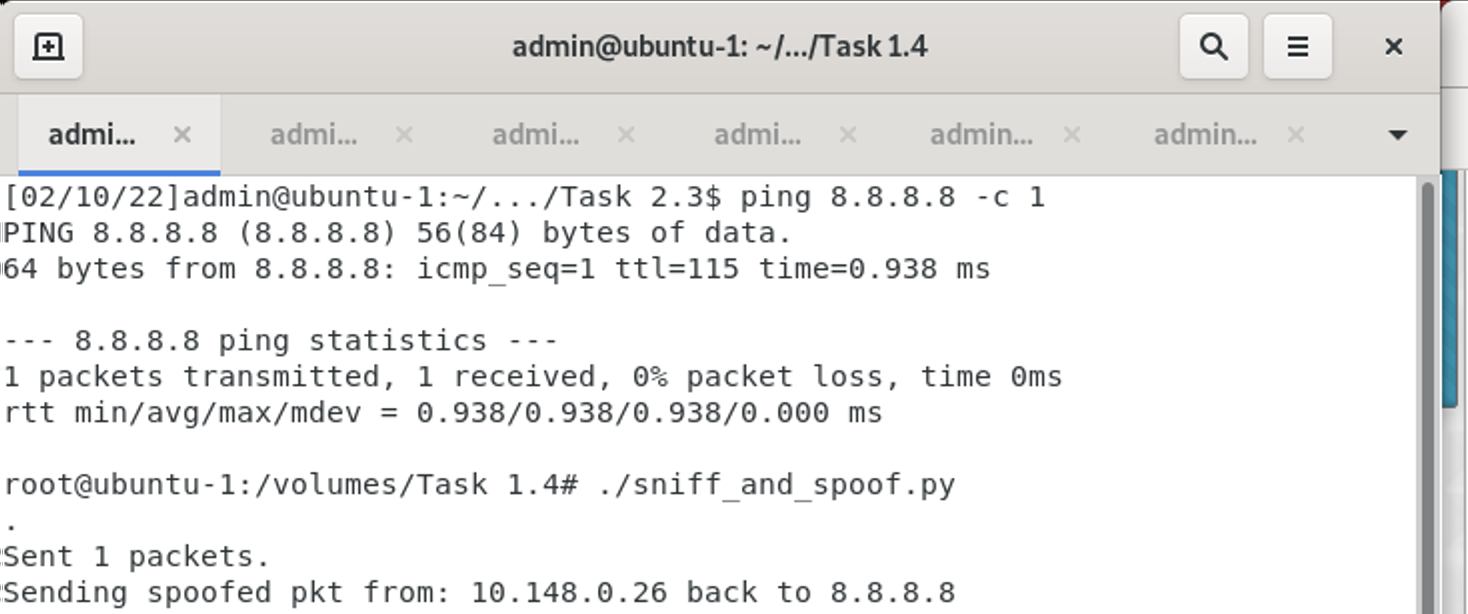 admin@ubuntu-1: ~/.../Task 1.4
admi... admi... admi... admi... admin... admin...
[02/10/22]admin@ubuntu-1:~/.../Task 2.3$ ping 8.8.8.8 -c 1
PING 8.8.8.8 (8.8.8.8) 56(84) bytes of data.
64 bytes from 8.8.8.8: icmp_seq=1 ttl=115 time=0.938 ms
--- 8.8.8.8 ping statistics ---
1 packets transmitted, 1 received, 0% packet loss, time 0ms
rtt min/avg/max/mdev = 0.938/0.938/0.938/0.000 ms
root@ubuntu-1:/volumes/Task 1.4# ./sniff_and_spoof.py
.
Sent 1 packets.
Sending spoofed pkt from: 10.148.0.26 back to 8.8.8.8